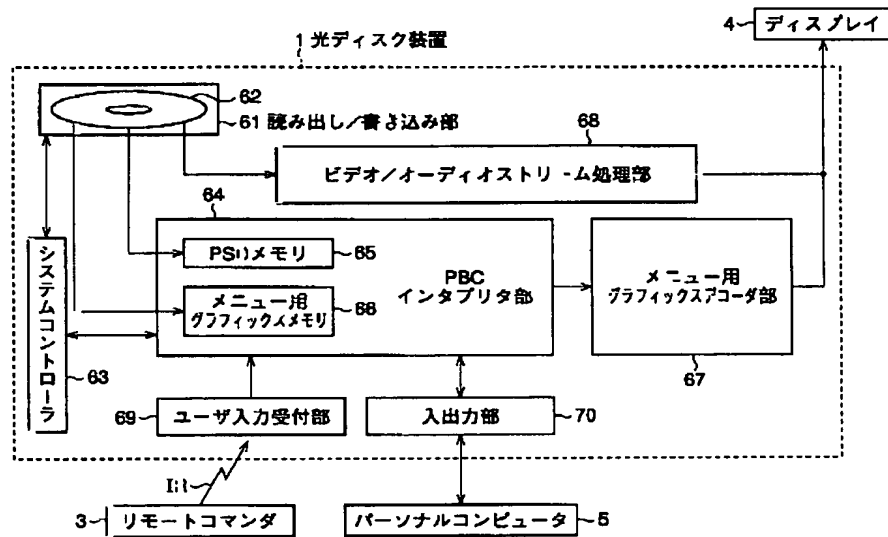 4 ディスプレイ
1 光ディスク装置
62
61 読み出し/書き込み部
68
ビデオ/オーディオストリーム処理部
64
システムコントローラ
63
PSDメモリ
65
メニュー用
グラフィックスメモリ
66
PBC
インタプリタ部
メニュー用
グラフィックスデコーダ部
67
69 ユーザ入力受付部
入出力部 70
IR
3 リモートコマンダ
パーソナルコンピュータ 5